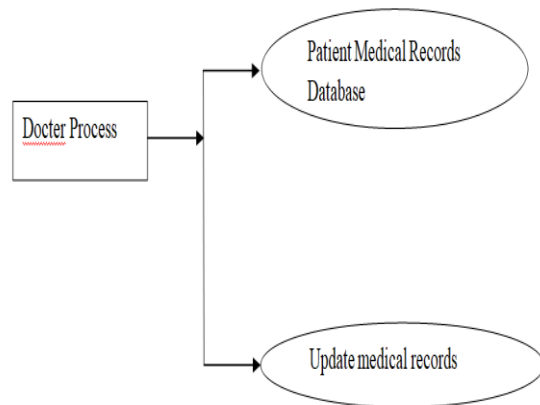 Patient Medical Records
Database
Docter Process
Update medical records